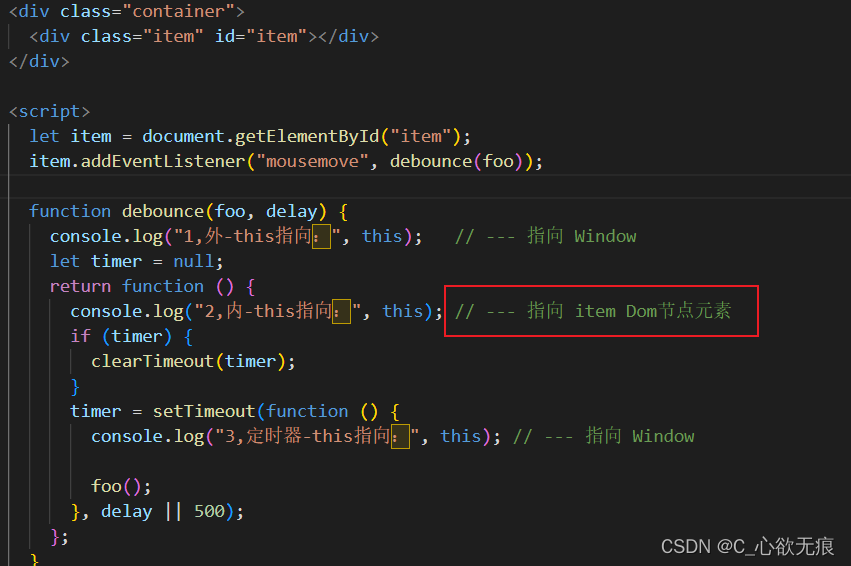 <div class="container">
<div class="item" id="item"></div>
</div>
<script>
let item = document.getElementById("item");
item.addEventListener("mousemove", debounce(foo));
function debounce(foo, delay) {
console.log("1,外-this指向：", this); // --- 指向 Window
let timer = null;
return function () {
console.log("2,内-this指向：", this); // --- 指向 item Dom节点元素
if (timer) {
clearTimeout(timer);
}
timer = setTimeout(function () {
console.log("3,定时器-this指向：", this); // --- 指向 Window
foo();
}, delay || 500);
};
}
CSDN @C_心欲无痕